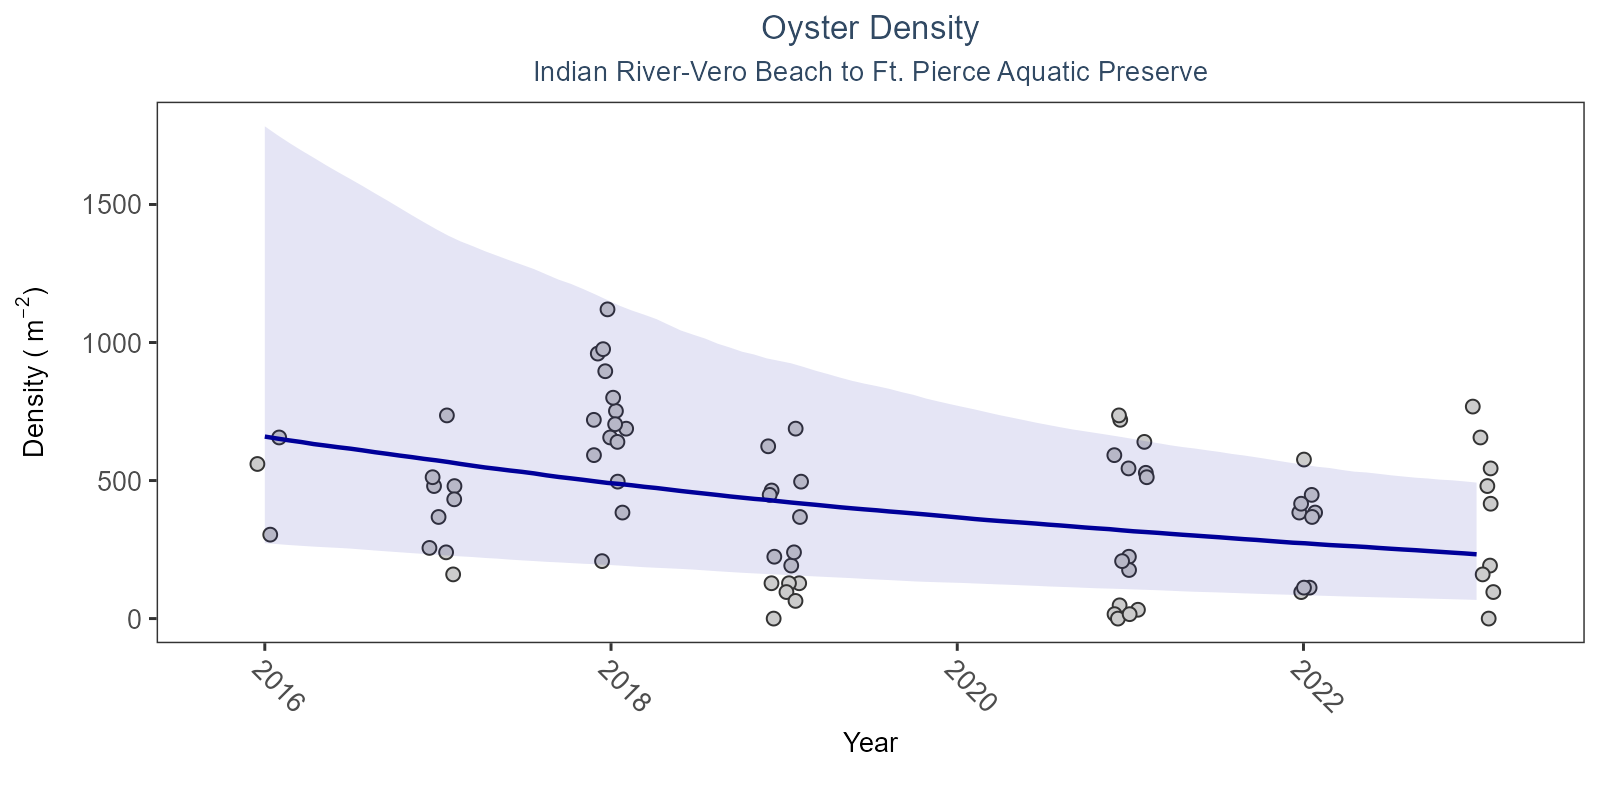 Oyster Density
Indian River-Vero Beach to Ft. Pierce Aquatic Preserve
Density ( m⁻²)
1500
1000
500
0
2016
2018
2020
2022
Year